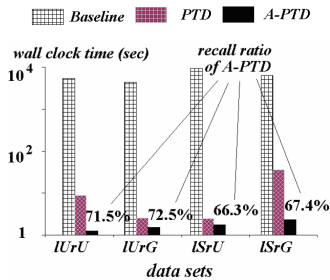 Baseline PTD A-PTD
wall clock time (sec)
recall ratio
of A-PTD
10^4
10^2
1
71.5% 72.5% 66.3% 67.4%
lUrU lUrG lSrU lSrG
data sets